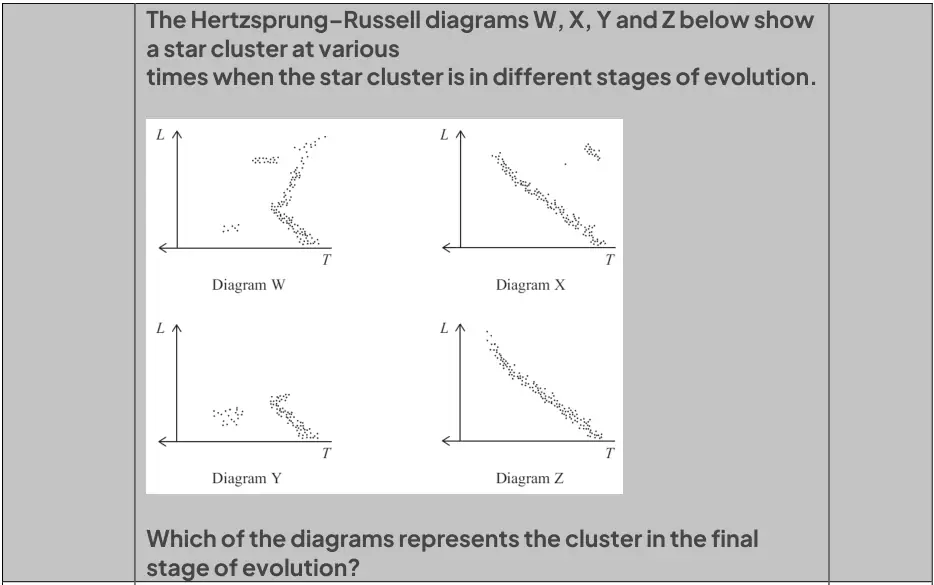 The Hertzsprung–Russell diagrams W, X, Y and Z below show
a star cluster at various
times when the star cluster is in different stages of evolution.
L
T
Diagram W
L
T
Diagram X
L
T
Diagram Y
L
T
Diagram Z
Which of the diagrams represents the cluster in the final
stage of evolution?